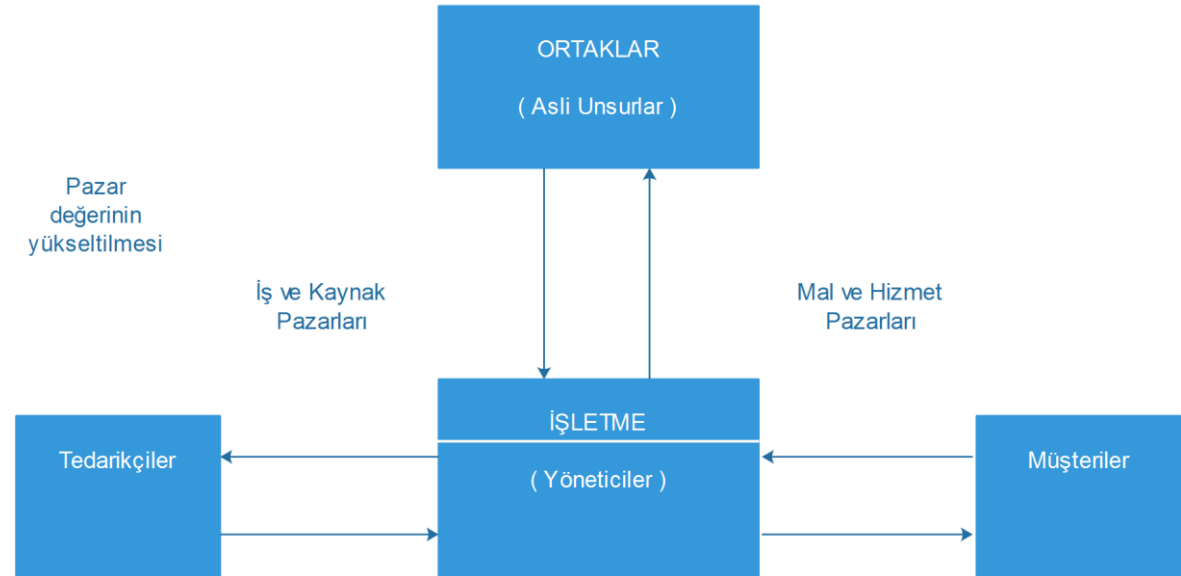 ORTAKLAR
( Asli Unsurlar )
Pazar
değerinin
yükseltilmesi
İş ve Kaynak
Pazarları
Mal ve Hizmet
Pazarları
İŞLETME
( Yöneticiler )
Tedarikçiler
Müşteriler